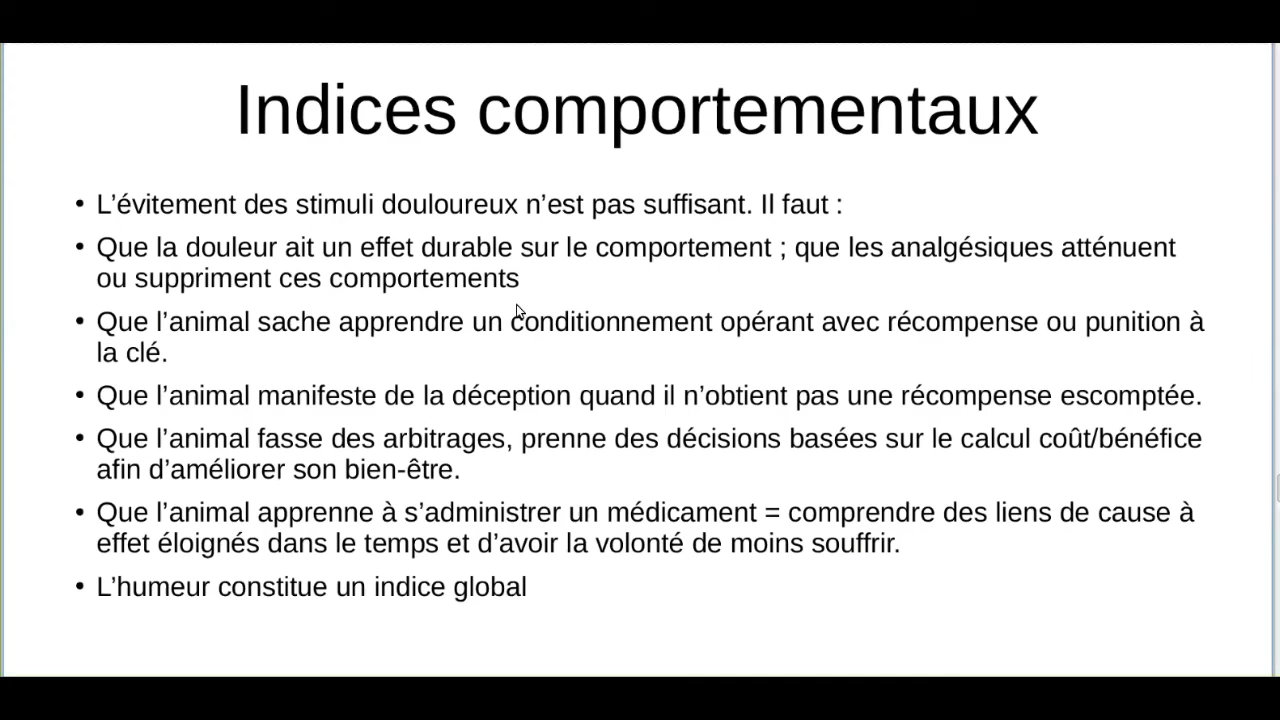 Indices comportementaux
• L’évitement des stimuli douloureux n’est pas suffisant. Il faut :
• Que la douleur ait un effet durable sur le comportement ; que les analgésiques atténuent
ou suppriment ces comportements
• Que l’animal sache apprendre un conditionnement opérant avec récompense ou punition à
la clé.
• Que l’animal manifeste de la déception quand il n’obtient pas une récompense escomptée.
• Que l’animal fasse des arbitrages, prenne des décisions basées sur le calcul coût/bénéfice
afin d’améliorer son bien-être.
• Que l’animal apprenne à s’administrer un médicament = comprendre des liens de cause à
effet éloignés dans le temps et d’avoir la volonté de moins souffrir.
• L’humeur constitue un indice global